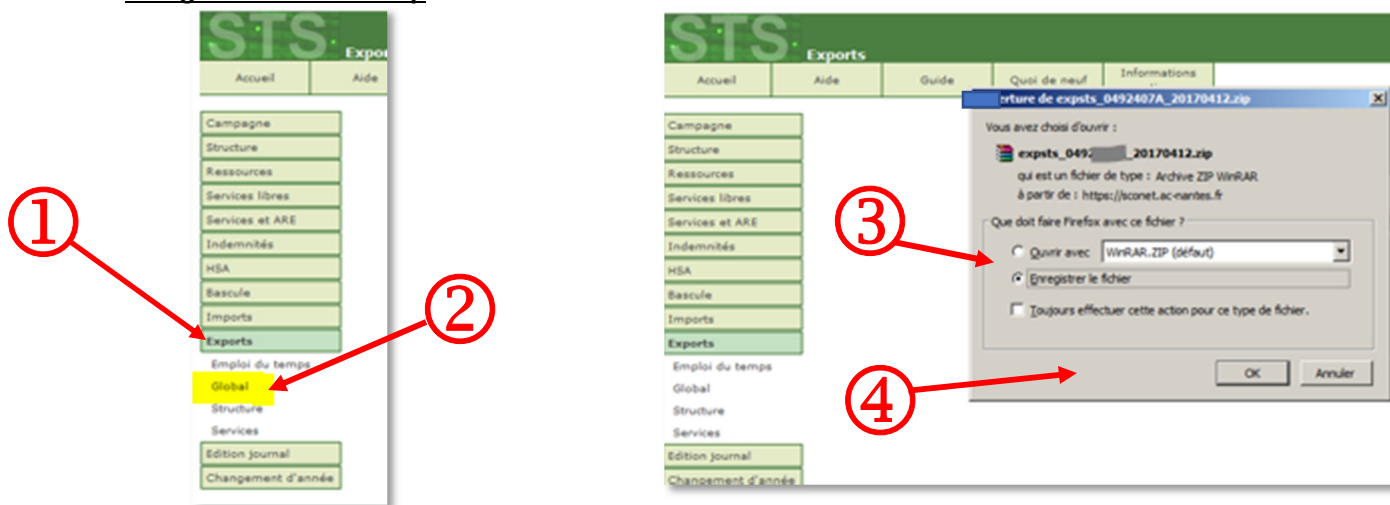 STS Expor
Accueil Aide
Campagne
Structure
Ressources
Services libres
Services et ARE
Indemnités
HSA
Bascule
Imports
Exports
Emploi du temps
Global
Structure
Services
Edition journal
Changement d'année
①
②
STS Exports
Accueil Aide Guide Quoi de neuf Informations
Campagne
Structure
Ressources
Services libres
Services et ARE
Indemnités
HSA
Bascule
Imports
Exports
Emploi du temps
Global
Structure
Services
Edition journal
Changement d'année
erture de expsts_0492407A_20170412.zip
Vous avez choisi d'ouvrir :
expsts_049 _20170412.zip
qui est un fichier de type : Archive ZIP WinRAR
à partir de : https://sconet.ac-nantes.fr
Que doit faire Firefox avec ce fichier ?
Ouvrir avec WinRAR.ZIP (défaut)
Enregistrer le fichier
Toujours effectuer cette action pour ce type de fichier.
OK Annuler
③
④